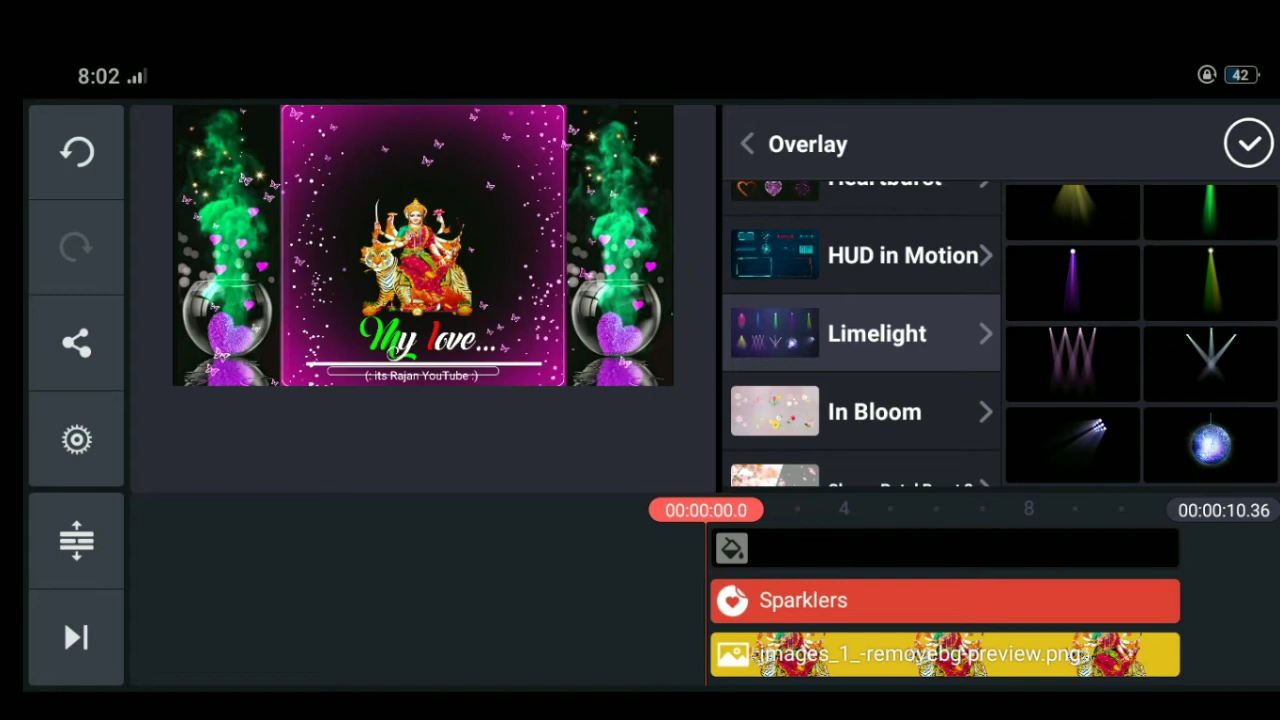 8:02
42
Overlay
Heartburst
HUD in Motion
Limelight
In Bloom
My love...
(: its Rajan YouTube :)
00:00:00.0
4
8
00:00:10.36
Sparklers
images_1_-removebg-preview.png